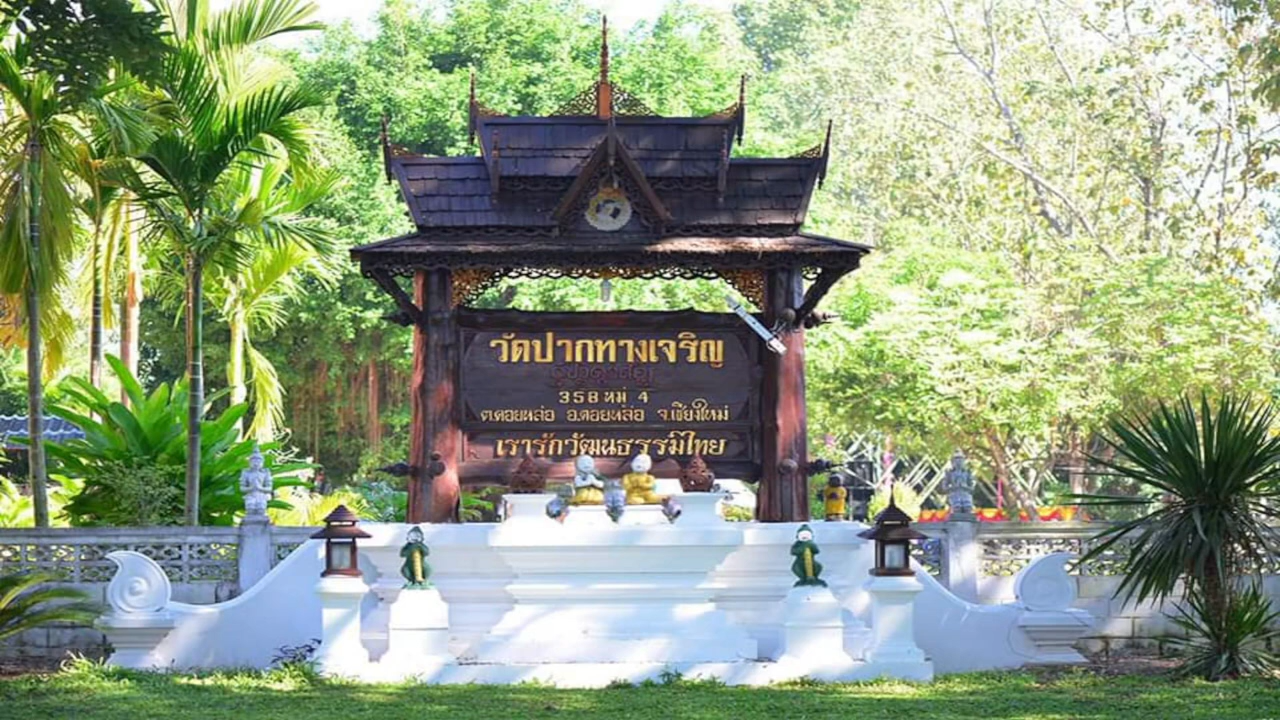 วัดปากทางเจริญ
358 หมู่ 4
ต.ดอยหล่อ อ.ดอยหล่อ จ.เชียงใหม่
เรารักวัฒนธรรมไทย